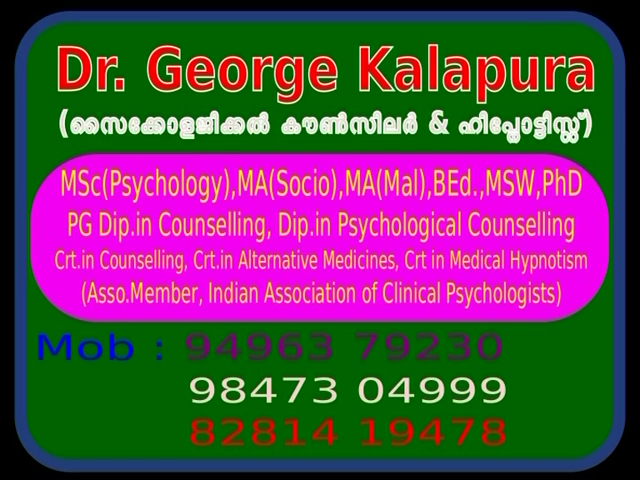 Dr. George Kalapura
(സൈക്കോളജിക്കൽ കൗൺസിലർ & ഹിപ്നോട്ടിസ്റ്റ്)
MSc(Psychology),MA(Socio),MA(Mal),BEd.,MSW,PhD
PG Dip.in Counselling, Dip.in Psychological Counselling
Crt.in Counselling, Crt.in Alternative Medicines, Crt in Medical Hypnotism
(Asso.Member, Indian Association of Clinical Psychologists)
Mob : 94963 79230
98473 04999
82814 19478